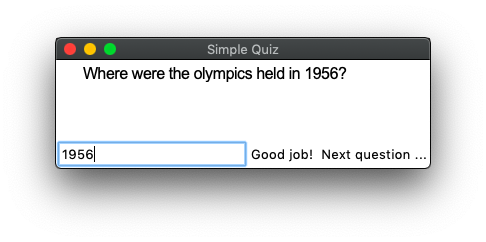 Simple Quiz
Where were the olympics held in 1956?
1956
Good job!  Next question ...